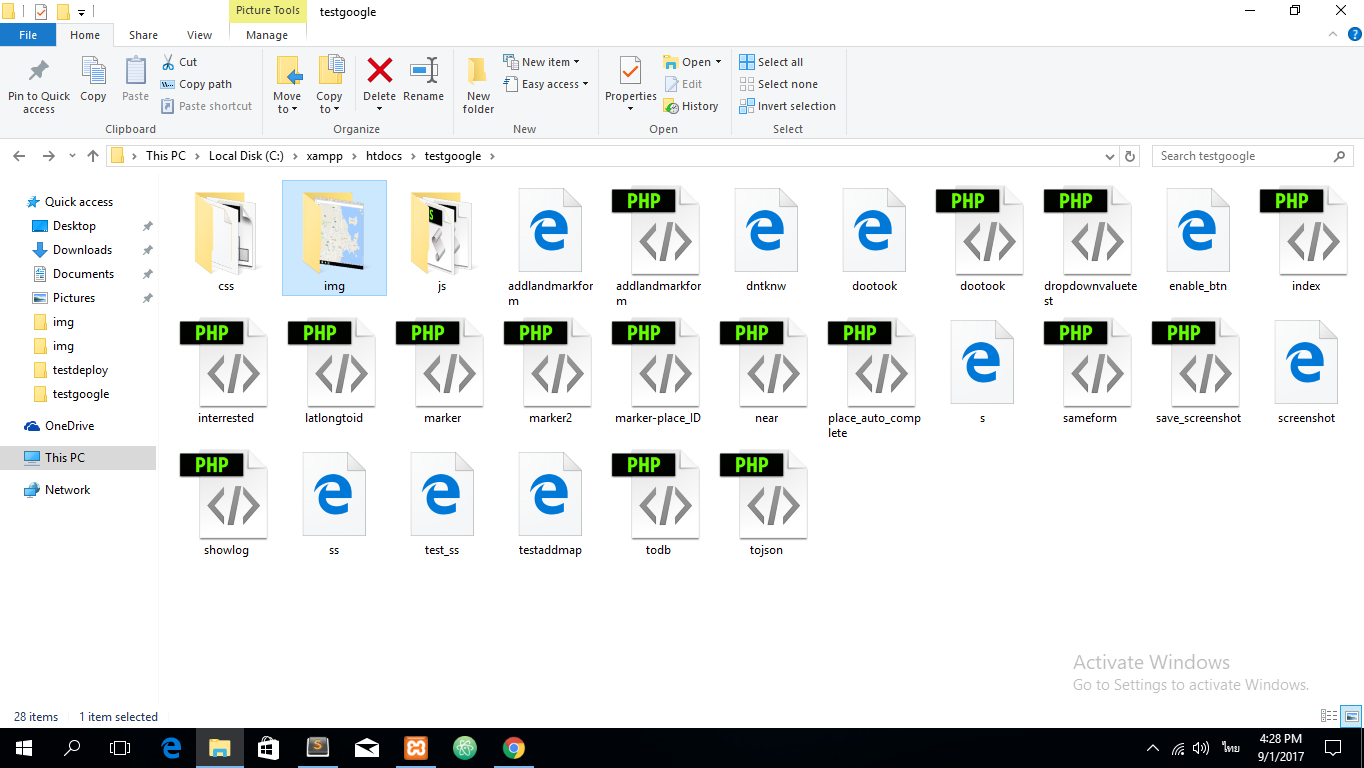 Picture Tools
testgoogle
File
Home
Share
View
Manage
Pin to Quick
access
Copy
Paste
Cut
Copy path
Paste shortcut
Clipboard
Move
to
Copy
to
Delete
Rename
Organize
New
folder
New item
Easy access
New
Properties
Open
Edit
History
Open
Select all
Select none
Invert selection
Select
This PC
Local Disk (C:)
xampp
htdocs
testgoogle
Search testgoogle
Quick access
Desktop
Downloads
Documents
Pictures
img
img
testdeploy
testgoogle
OneDrive
This PC
Network
css
img
js
addlandmarkfor
m
PHP
addlandmarkfor
m
dntknw
dootook
PHP
dootook
PHP
dropdownvaluete
st
enable_btn
PHP
index
PHP
interrested
PHP
latlongtoid
PHP
marker
PHP
marker2
PHP
marker-place_ID
PHP
near
PHP
place_auto_comp
lete
s
PHP
sameform
PHP
save_screenshot
screenshot
PHP
showlog
ss
test_ss
testaddmap
PHP
todb
PHP
tojson
Activate Windows
Go to Settings to activate Windows.
28 items
1 item selected
ไทย
4:28 PM
9/1/2017